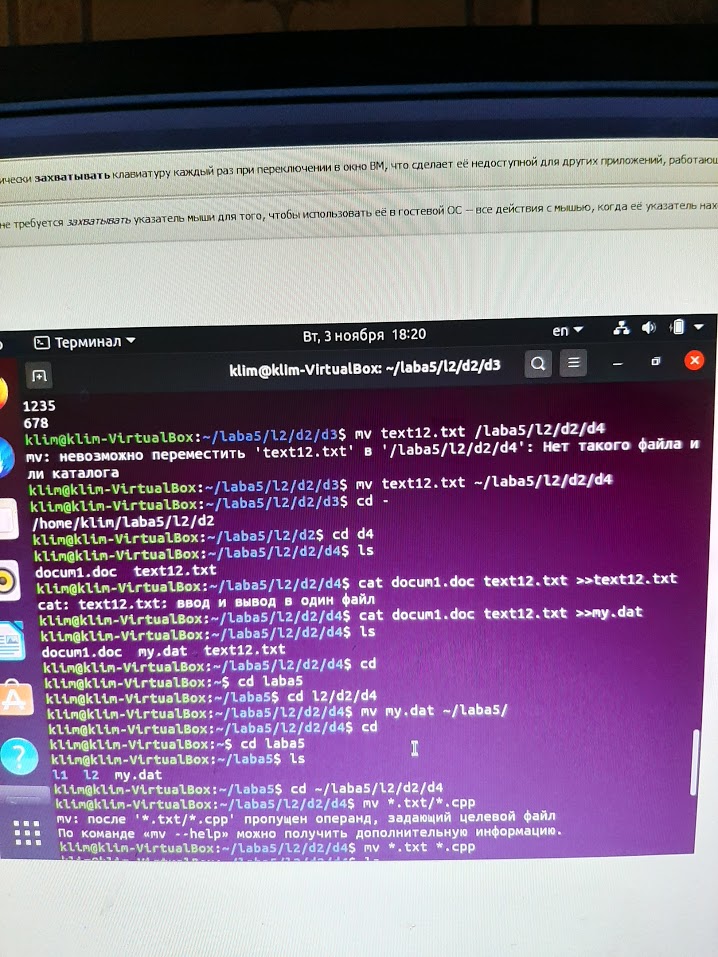 ически захватывать клавиатуру каждый раз при переключении в окно ВМ, что сделает её недоступной для других приложений,
не требуется захватывать указатель мыши для того, чтобы использовать её в гостевой ОС — все действия с мышью, когда её указатель
Терминал
Вт, 3 ноября 18:20
en
klim@klim-VirtualBox: ~/laba5/l2/d2/d3
1235
678
klim@klim-VirtualBox:~/laba5/l2/d2/d3$ mv text12.txt /laba5/l2/d2/d4
mv: невозможно переместить 'text12.txt' в '/laba5/l2/d2/d4': Нет такого файла и
ли каталога
klim@klim-VirtualBox:~/laba5/l2/d2/d3$ mv text12.txt ~/laba5/l2/d2/d4
klim@klim-VirtualBox:~/laba5/l2/d2/d3$ cd -
/home/klim/laba5/l2/d2
klim@klim-VirtualBox:~/laba5/l2/d2$ cd d4
klim@klim-VirtualBox:~/laba5/l2/d2/d4$ ls
docum1.doc text12.txt
klim@klim-VirtualBox:~/laba5/l2/d2/d4$ cat docum1.doc text12.txt >>text12.txt
cat: text12.txt: ввод и вывод в один файл
klim@klim-VirtualBox:~/laba5/l2/d2/d4$ cat docum1.doc text12.txt >>my.dat
klim@klim-VirtualBox:~/laba5/l2/d2/d4$ ls
docum1.doc my.dat text12.txt
klim@klim-VirtualBox:~/laba5/l2/d2/d4$ cd
klim@klim-VirtualBox:~$ cd laba5
klim@klim-VirtualBox:~/laba5$ cd l2/d2/d4
klim@klim-VirtualBox:~/laba5/l2/d2/d4$ mv my.dat ~/laba5/
klim@klim-VirtualBox:~/laba5/l2/d2/d4$ cd
klim@klim-VirtualBox:~$ cd laba5
klim@klim-VirtualBox:~/laba5$ ls
l1 l2 my.dat
klim@klim-VirtualBox:~/laba5$ cd ~/laba5/l2/d2/d4
klim@klim-VirtualBox:~/laba5/l2/d2/d4$ mv *.txt/*.cpp
mv: после '*.txt/*.cpp' пропущен операнд, задающий целевой файл
По команде «mv --help» можно получить дополнительную информацию.
klim@klim-VirtualBox:~/laba5/l2/d2/d4$ mv *.txt *.cpp